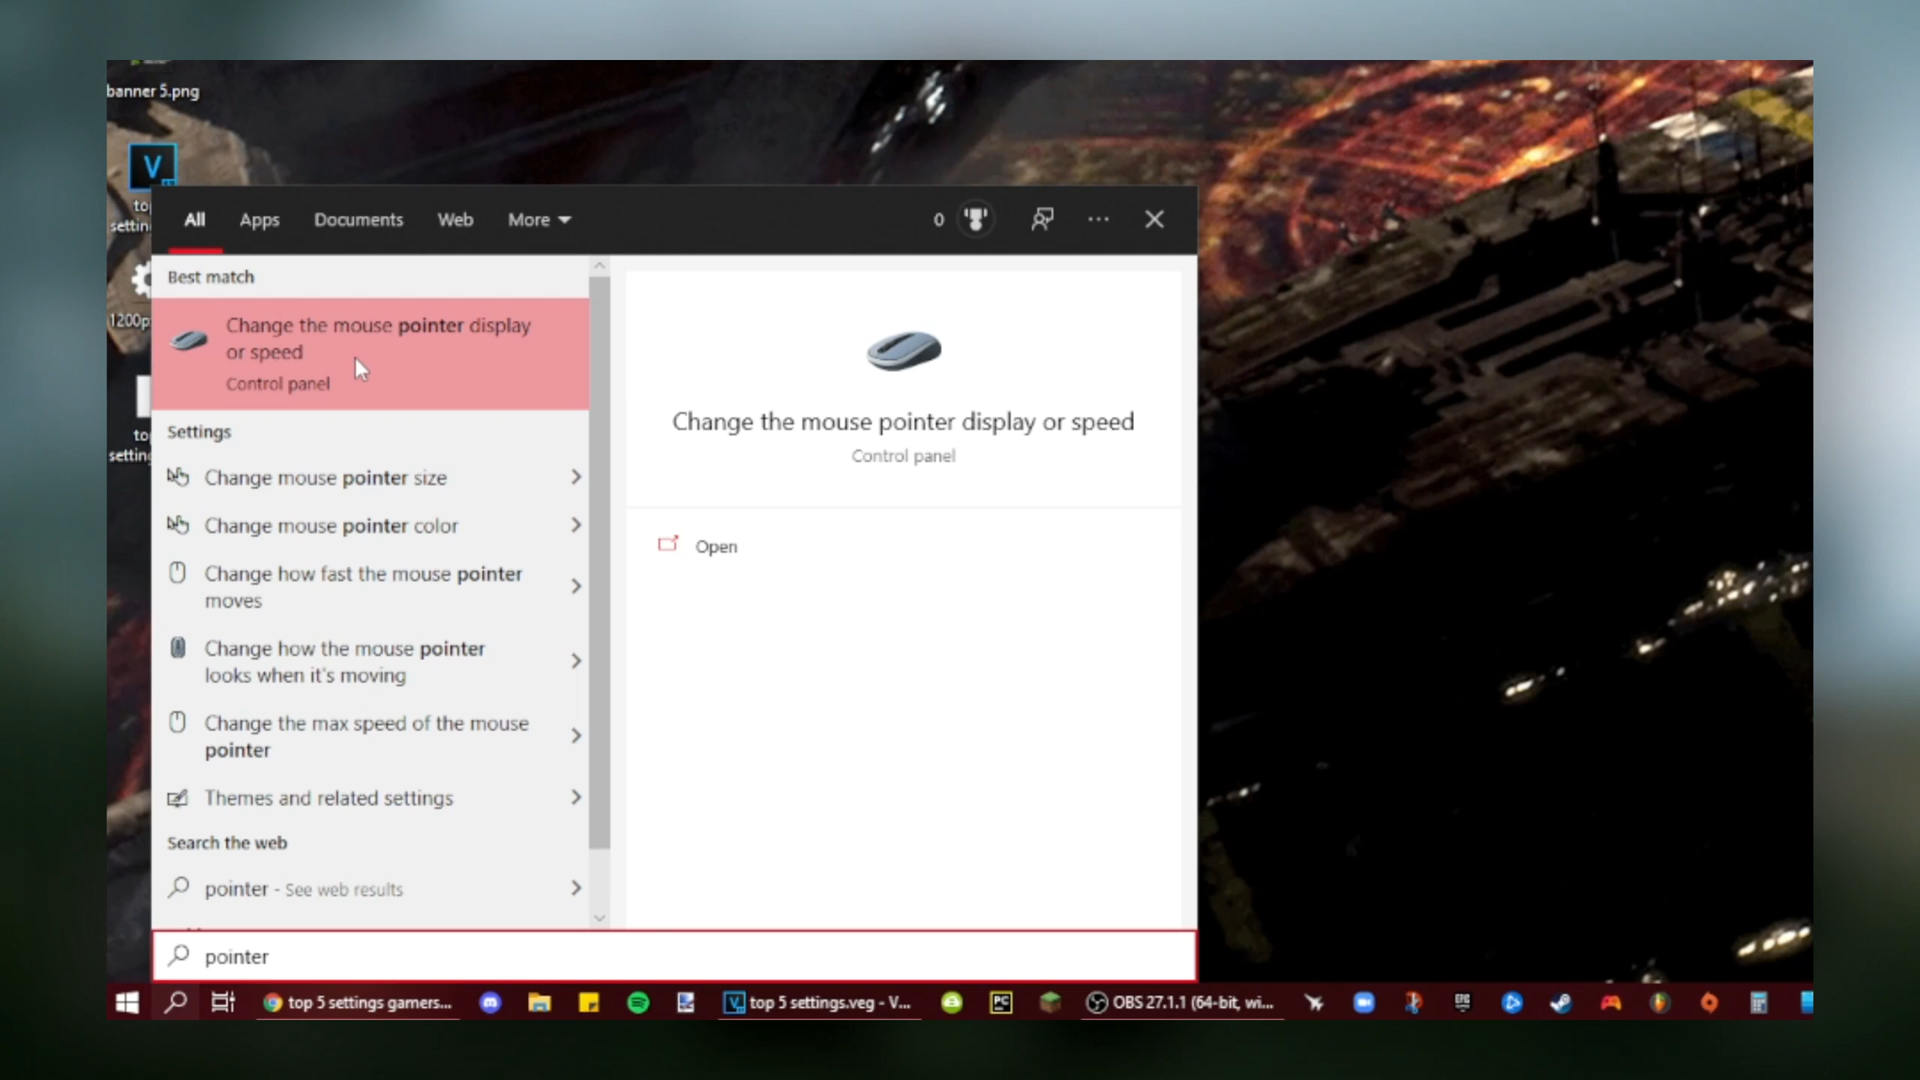 banner 5.png
All
Apps
Documents
Web
More
0
Best match
Change the mouse pointer display
or speed
Control panel
Settings
Change mouse pointer size
Change mouse pointer color
Change how fast the mouse pointer
moves
Change how the mouse pointer
looks when it's moving
Change the max speed of the mouse
pointer
Themes and related settings
Search the web
pointer - See web results
pointer
Change the mouse pointer display or speed
Control panel
Open
top 5 settings gamers...
top 5 settings.veg - V...
PC
OBS 27.1.1 (64-bit, wi...
EPIC